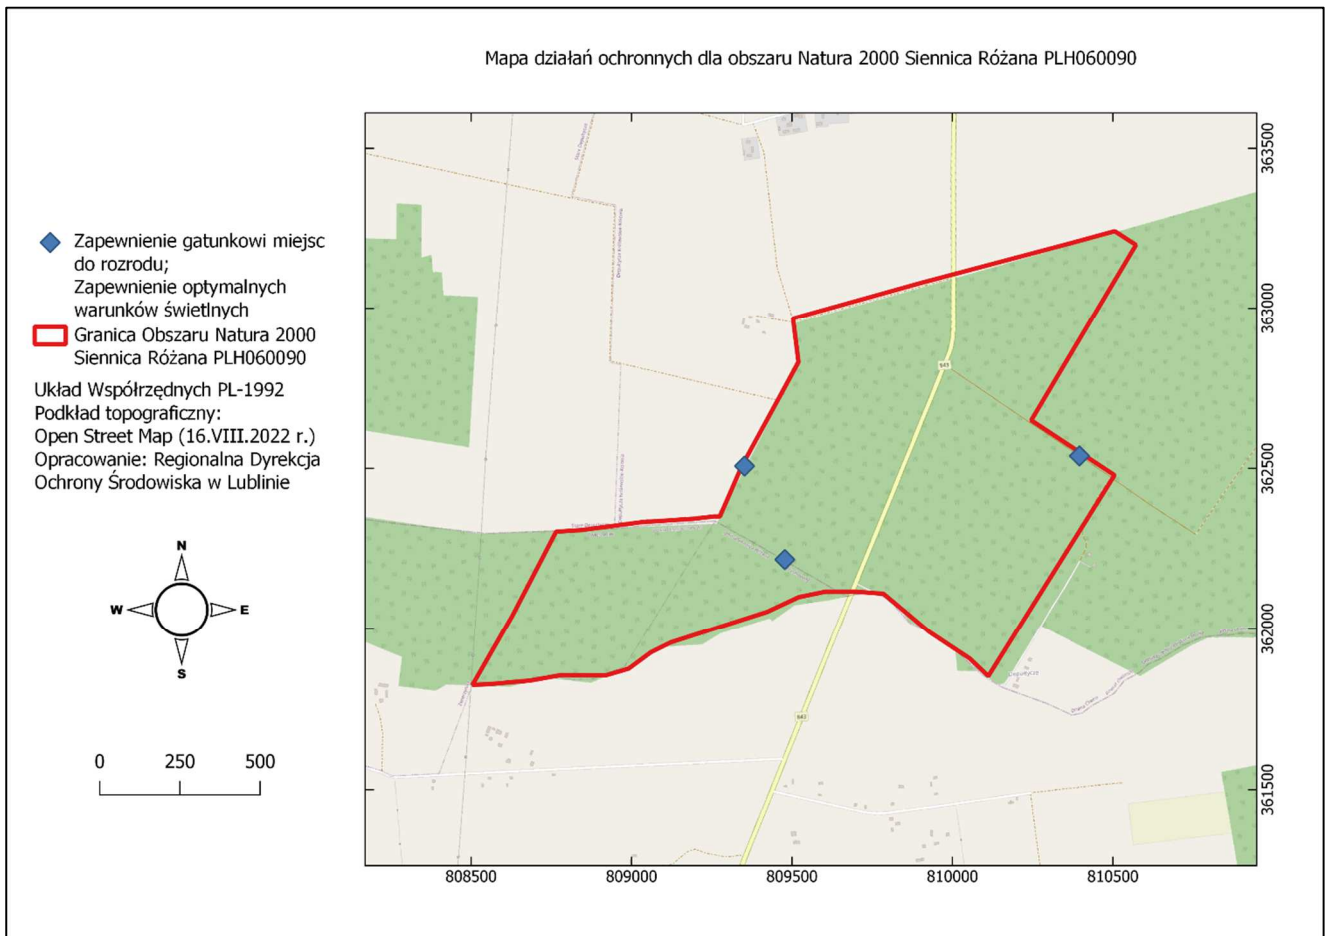 Mapa działań ochronnych dla obszaru Natura 2000 Siennica Różana PLH060090
Zapewnienie gatunkowi miejsc
do rozrodu;
Zapewnienie optymalnych
warunków świetlnych
Granica Obszaru Natura 2000
Siennica Różana PLH060090
Układ Współrzędnych PL-1992
Podkład topograficzny:
Open Street Map (16.VIII.2022 r.)
Opracowanie: Regionalna Dyrekcja
Ochrony Środowiska w Lublinie
N
W
E
S
0 250 500
363500
363000
362500
362000
361500
808500 809000 809500 810000 810500